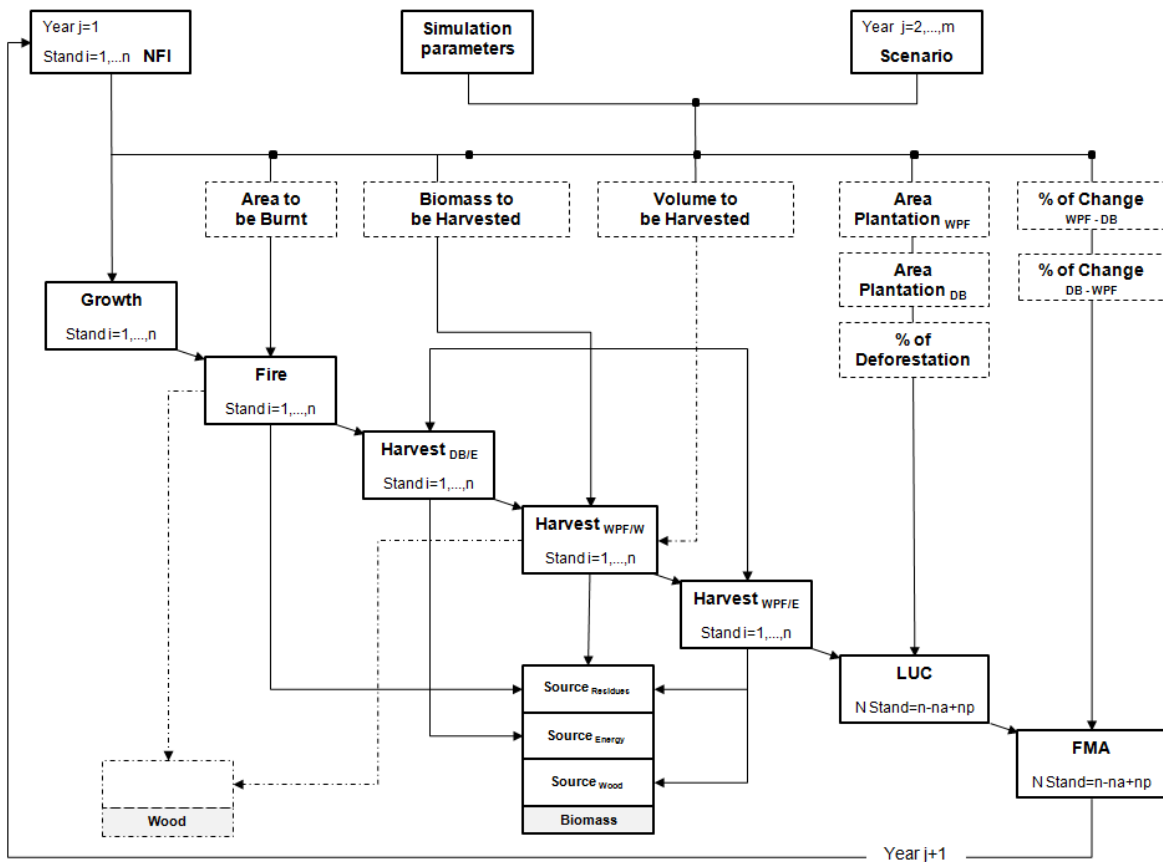 Year j=1
Stand i=1,...n NFI
Simulation
parameters
Year j=2,...,m
Scenario
Area to
be Burnt
Biomass to
be Harvested
Volume to
be Harvested
Area
Plantation WPF
% of Change
WPF - DB
Area
Plantation DB
% of Change
DB - WPF
% of
Deforestation
Growth
Stand i=1,...,n
Fire
Stand i=1,...,n
Harvest DB/E
Stand i=1,...,n
Harvest WPF/W
Stand i=1,...,n
Harvest WPF/E
Stand i=1,...,n
LUC
N Stand=n-na+np
FMA
N Stand=n-na+np
Source Residues
Source Energy
Source Wood
Biomass
Wood
Year j+1